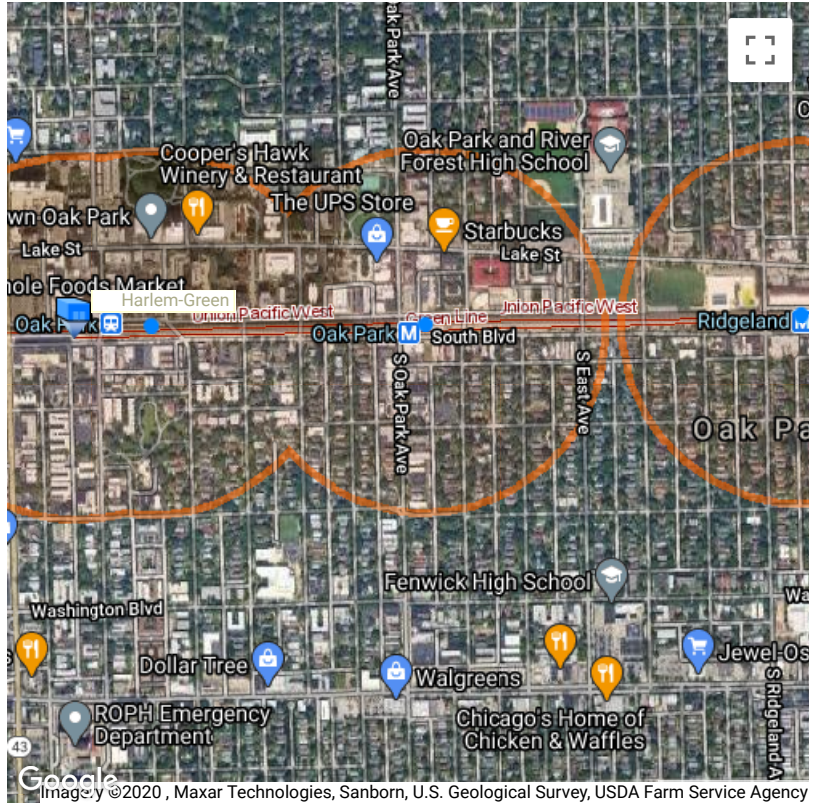 Oak Park Ave
C
Oak Park and River
Forest High School
Cooper's Hawk
Winery & Restaurant
The UPS Store
wn Oak Park
Starbucks
Lake St
Lake St
hole Foods Market
Harlem-Green
Union Pacific West
Green Line
Union Pacific West
Oak Park
Oak Park
M
South Blvd
Ridgeland
M
S Oak Park Ave
S East Ave
Oak Pa
Fenwick High School
Washington Blvd
Wa
s
Dollar Tree
Walgreens
Jewel-Os
S Ridgeland A
ROPH Emergency
Department
Chicago's Home of
Chicken & Waffles
43
Google
Imagery ©2020 , Maxar Technologies, Sanborn, U.S. Geological Survey, USDA Farm Service Agency